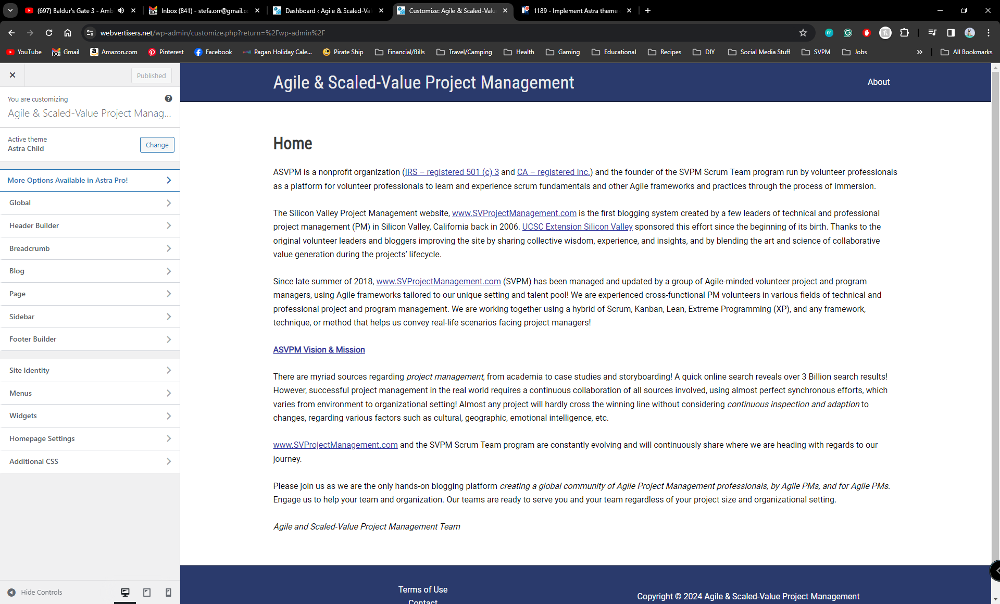 (697) Baldur's Gate 3 - Amb
Inbox (841) - stefa.orr@gmail.c
Dashboard ‹ Agile & Scaled-Val
Customize: Agile & Scaled-Valu
1189 - Implement Astra theme
webvertisers.net/wp-admin/customize.php?return=%2Fwp-admin%2F
YouTube
Gmail
Amazon.com
Pinterest
Facebook
Pagan Holiday Cale...
Pirate Ship
Financial/Bills
Travel/Camping
Health
Gaming
Educational
Recipes
DIY
Social Media Stuff
SVPM
Jobs
All Bookmarks
Published
You are customizing
Agile & Scaled-Value Project Manag...
Active theme
Astra Child
Change
More Options Available in Astra Pro!
Global
Header Builder
Breadcrumb
Blog
Page
Sidebar
Footer Builder
Site Identity
Menus
Widgets
Homepage Settings
Additional CSS
Hide Controls
Agile & Scaled-Value Project Management
About
Home
ASVPM is a nonprofit organization (IRS – registered 501 (c) 3 and CA – registered Inc.) and the founder of the SVPM Scrum Team program run by volunteer professionals
as a platform for volunteer professionals to learn and experience scrum fundamentals and other Agile frameworks and practices through the process of immersion.
The Silicon Valley Project Management website, www.SVProjectManagement.com is the first blogging system created by a few leaders of technical and professional
project management (PM) in Silicon Valley, California back in 2006. UCSC Extension Silicon Valley sponsored this effort since the beginning of its birth. Thanks to the
original volunteer leaders and bloggers improving the site by sharing collective wisdom, experience, and insights, and by blending the art and science of collaborative
value generation during the projects’ lifecycle.
Since late summer of 2018, www.SVProjectManagement.com (SVPM) has been managed and updated by a group of Agile-minded volunteer project and program
managers, using Agile frameworks tailored to our unique setting and talent pool! We are experienced cross-functional PM volunteers in various fields of technical and
professional project and program management. We are working together using a hybrid of Scrum, Kanban, Lean, Extreme Programming (XP), and any framework,
technique, or method that helps us convey real-life scenarios facing project managers!
ASVPM Vision & Mission
There are myriad sources regarding project management, from academia to case studies and storyboarding! A quick online search reveals over 3 Billion search results!
However, successful project management in the real world requires a continuous collaboration of all sources involved, using almost perfect synchronous efforts, which
varies from environment to organizational setting! Almost any project will hardly cross the winning line without considering continuous inspection and adaption to
changes, regarding various factors such as cultural, geographic, emotional intelligence, etc.
www.SVProjectManagement.com and the SVPM Scrum Team program are constantly evolving and will continuously share where we are heading with regards to our
journey.
Please join us as we are the only hands-on blogging platform creating a global community of Agile Project Management professionals, by Agile PMs, and for Agile PMs.
Engage us to help your team and organization. Our teams are ready to serve you and your team regardless of your project size and organizational setting.
Agile and Scaled-Value Project Management Team
Terms of Use
Contact
Copyright © 2024 Agile & Scaled-Value Project Management